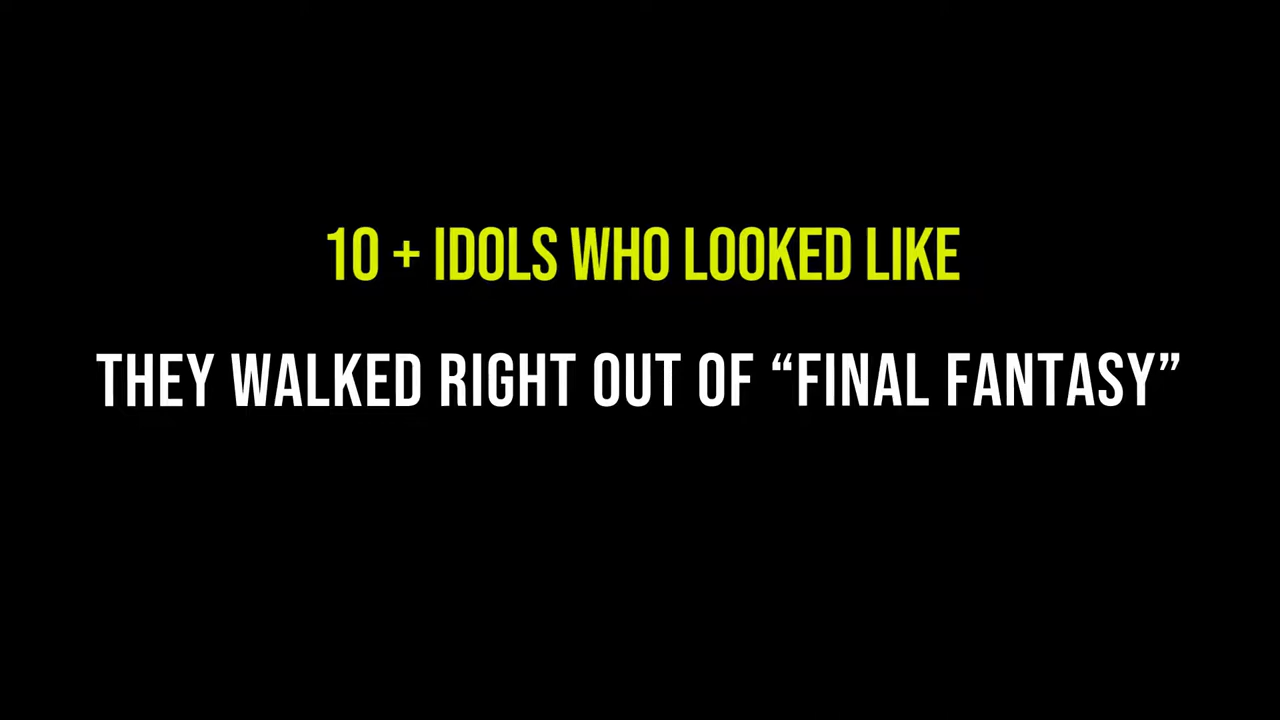 10 + IDOLS WHO LOOKED LIKE
THEY WALKED RIGHT OUT OF “FINAL FANTASY”